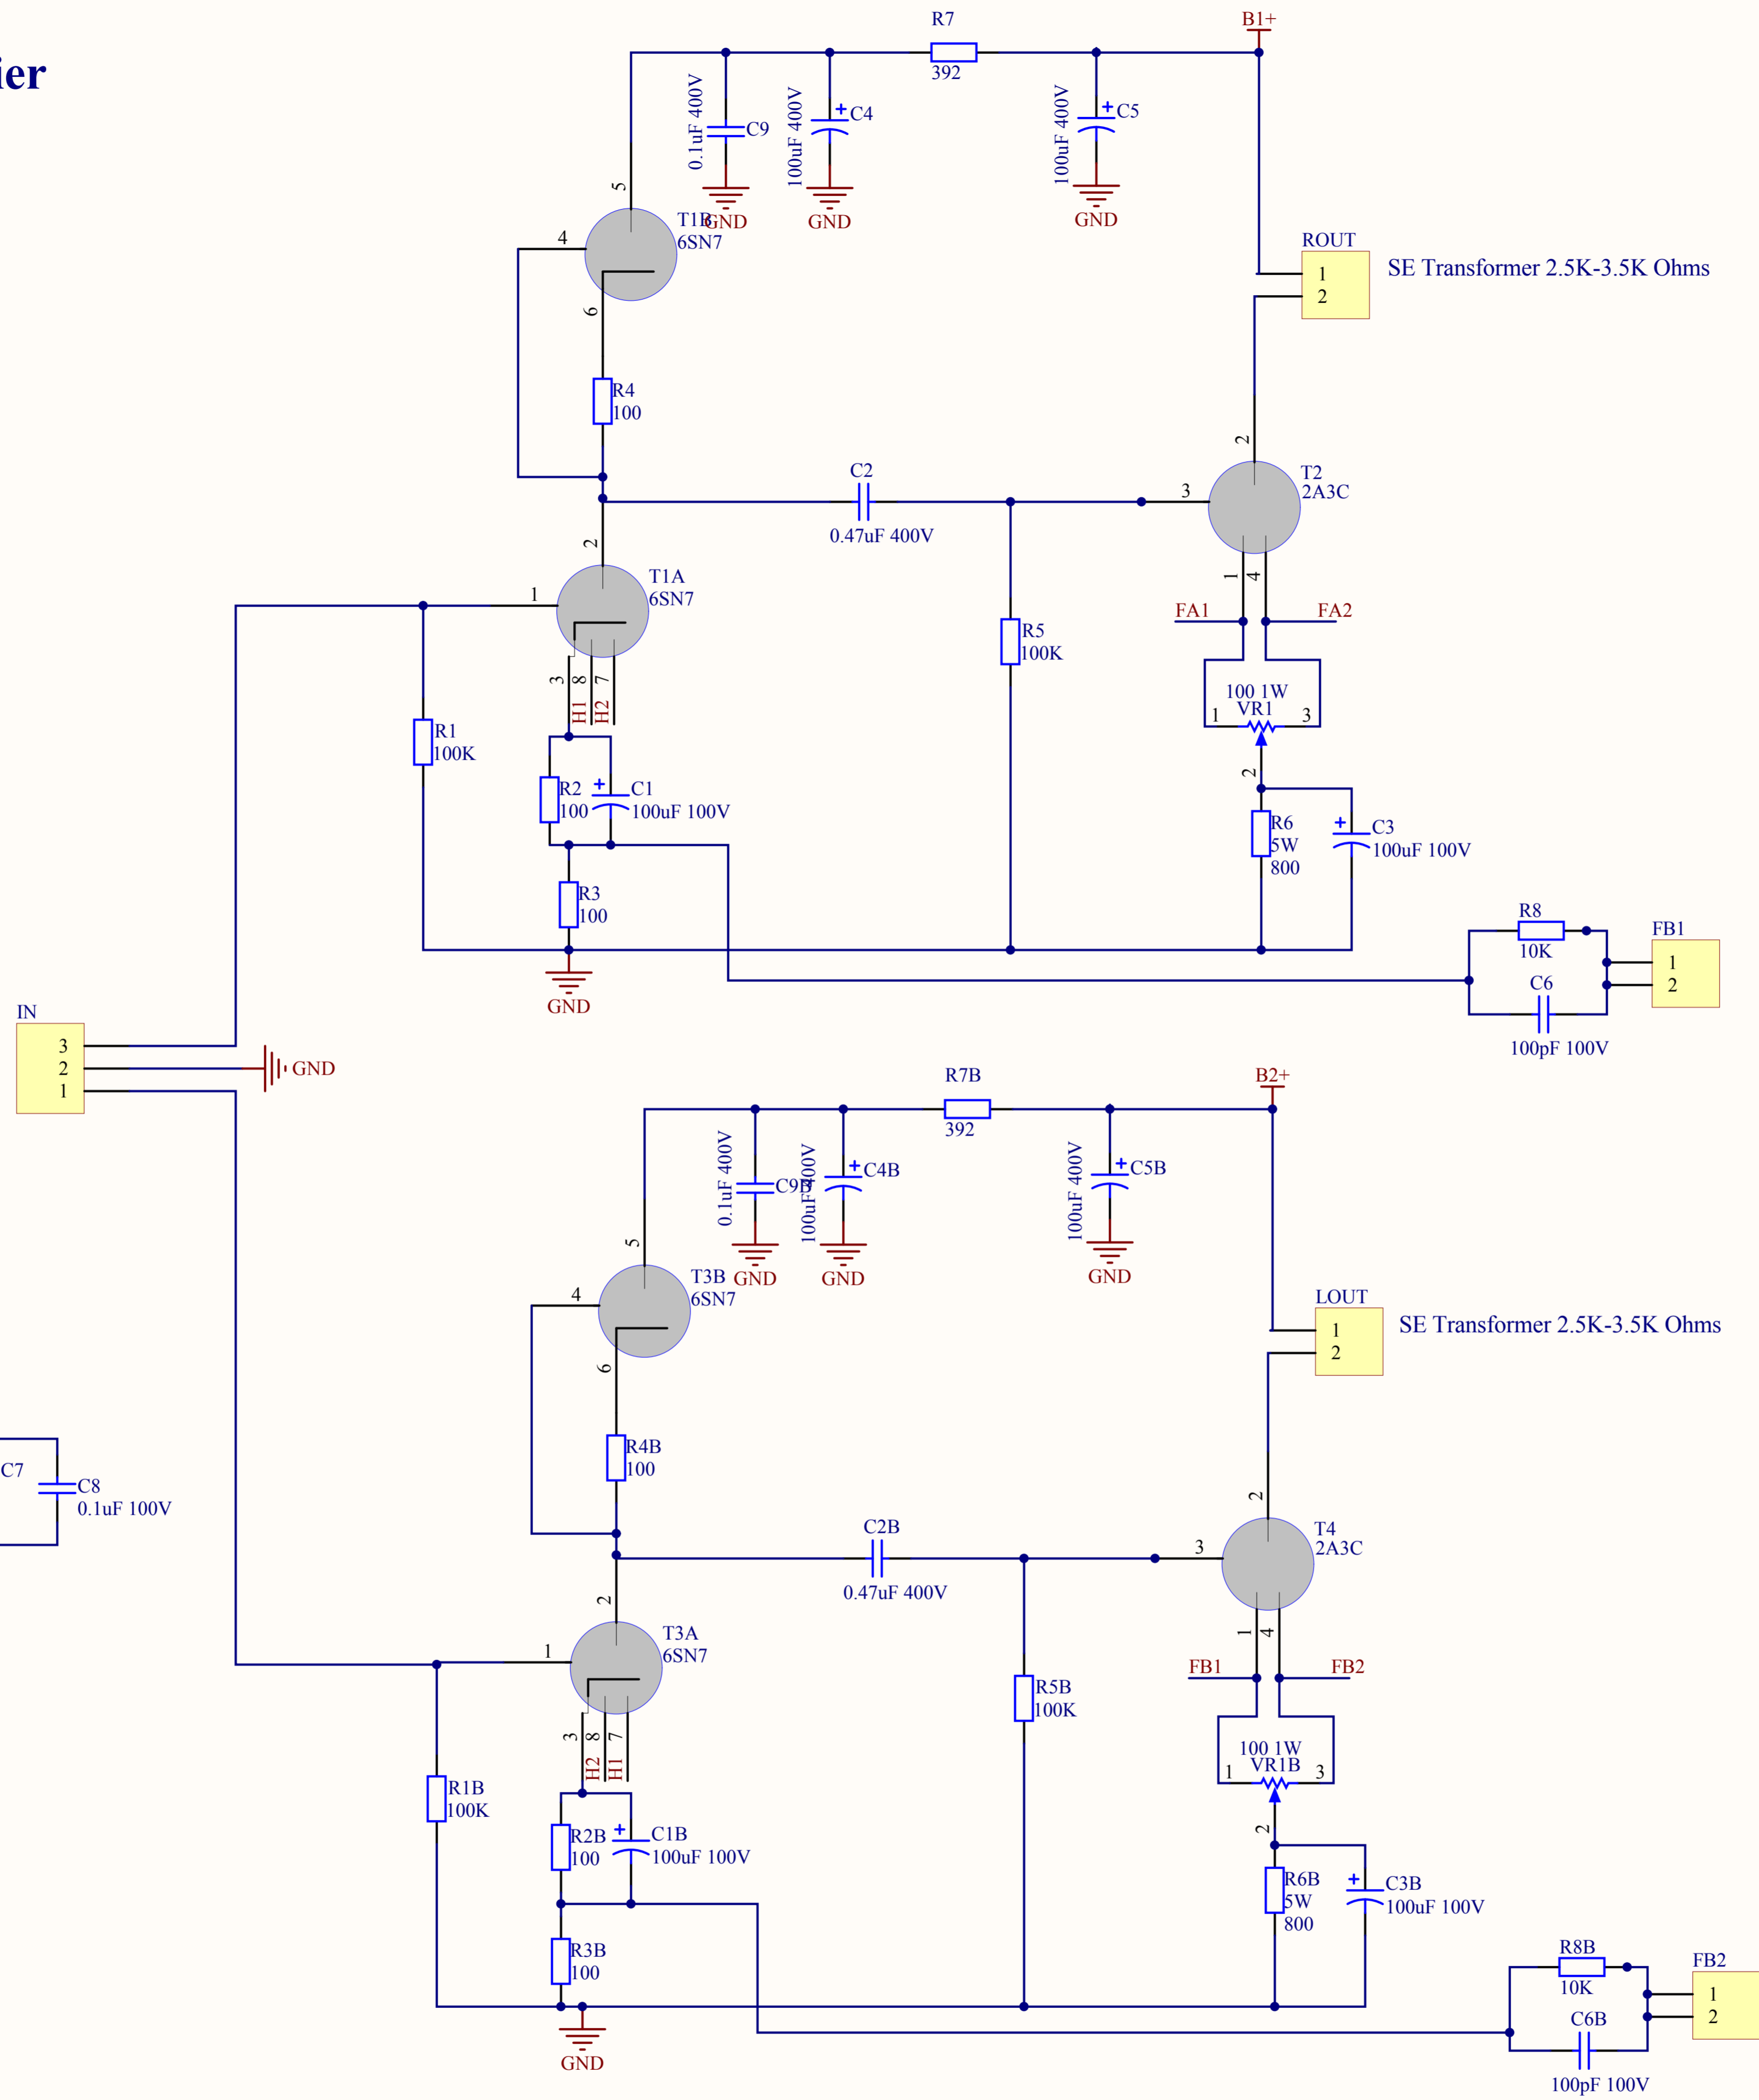 ier
R7
392
B1+
0.1uF 400V
C9
GND
100uF 400V
C4
GND
100uF 400V
C5
GND
5
T1B
6SN7
4
6
R4
100
ROUT
1
2
SE Transformer 2.5K-3.5K Ohms
2
T2
2A3C
3
C2
0.47uF 400V
2
T1A
6SN7
1
3
8
7
H1
H2
R1
100K
R2
100
C1
100uF 100V
R3
100
GND
R5
100K
1
4
FA1
FA2
100 1W
VR1
1
3
2
R6
5W
800
C3
100uF 100V
R8
10K
C6
100pF 100V
FB1
1
2
IN
3
2
1
GND
R7B
392
B2+
0.1uF 400V
C9B
GND
100uF 400V
C4B
GND
100uF 400V
C5B
GND
5
T3B
6SN7
4
6
R4B
100
LOUT
1
2
SE Transformer 2.5K-3.5K Ohms
C7
C8
0.1uF 100V
2
T4
2A3C
3
C2B
0.47uF 400V
2
T3A
6SN7
1
3
8
7
H2
H1
R1B
100K
R2B
100
C1B
100uF 100V
R3B
100
GND
R5B
100K
1
4
FB1
FB2
100 1W
VR1B
1
3
2
R6B
5W
800
C3B
100uF 100V
R8B
10K
C6B
100pF 100V
FB2
1
2